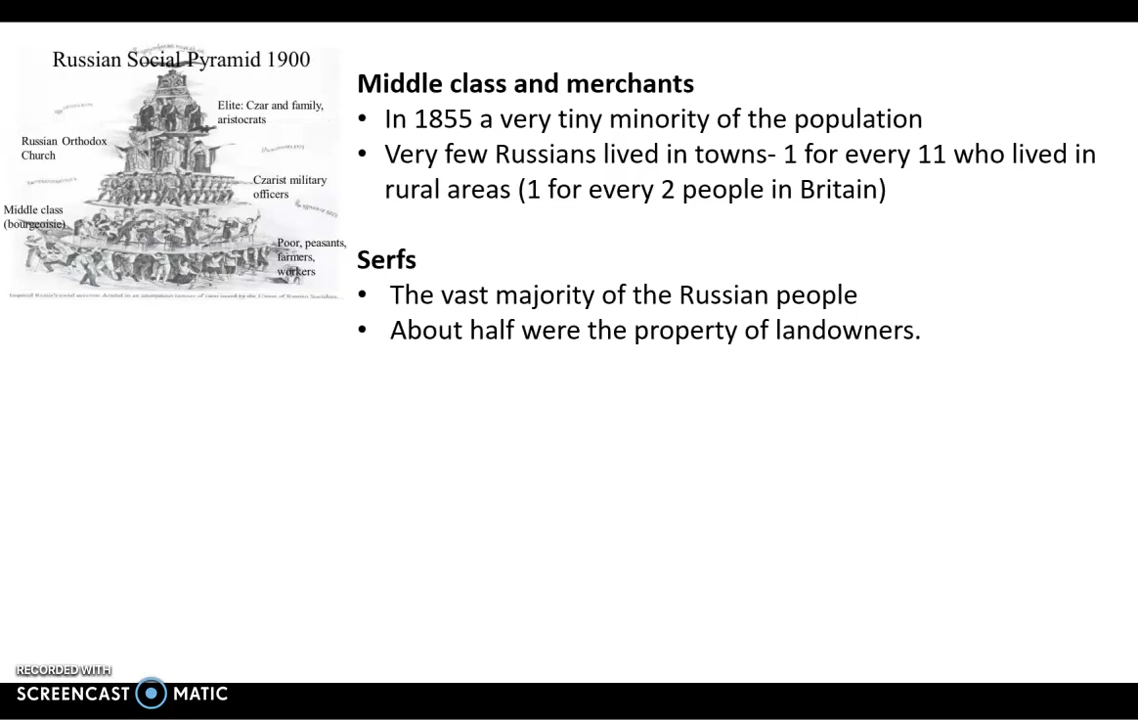 Russian Social Pyramid 1900
Elite: Czar and family,
aristocrats
Russian Orthodox
Church
Czarist military
officers
Middle class
(bourgeoisie)
Poor, peasants,
farmers,
workers
Middle class and merchants
• In 1855 a very tiny minority of the population
• Very few Russians lived in towns- 1 for every 11 who lived in
rural areas (1 for every 2 people in Britain)
Serfs
• The vast majority of the Russian people
• About half were the property of landowners.
RECORDED WITH
SCREENCAST MATIC